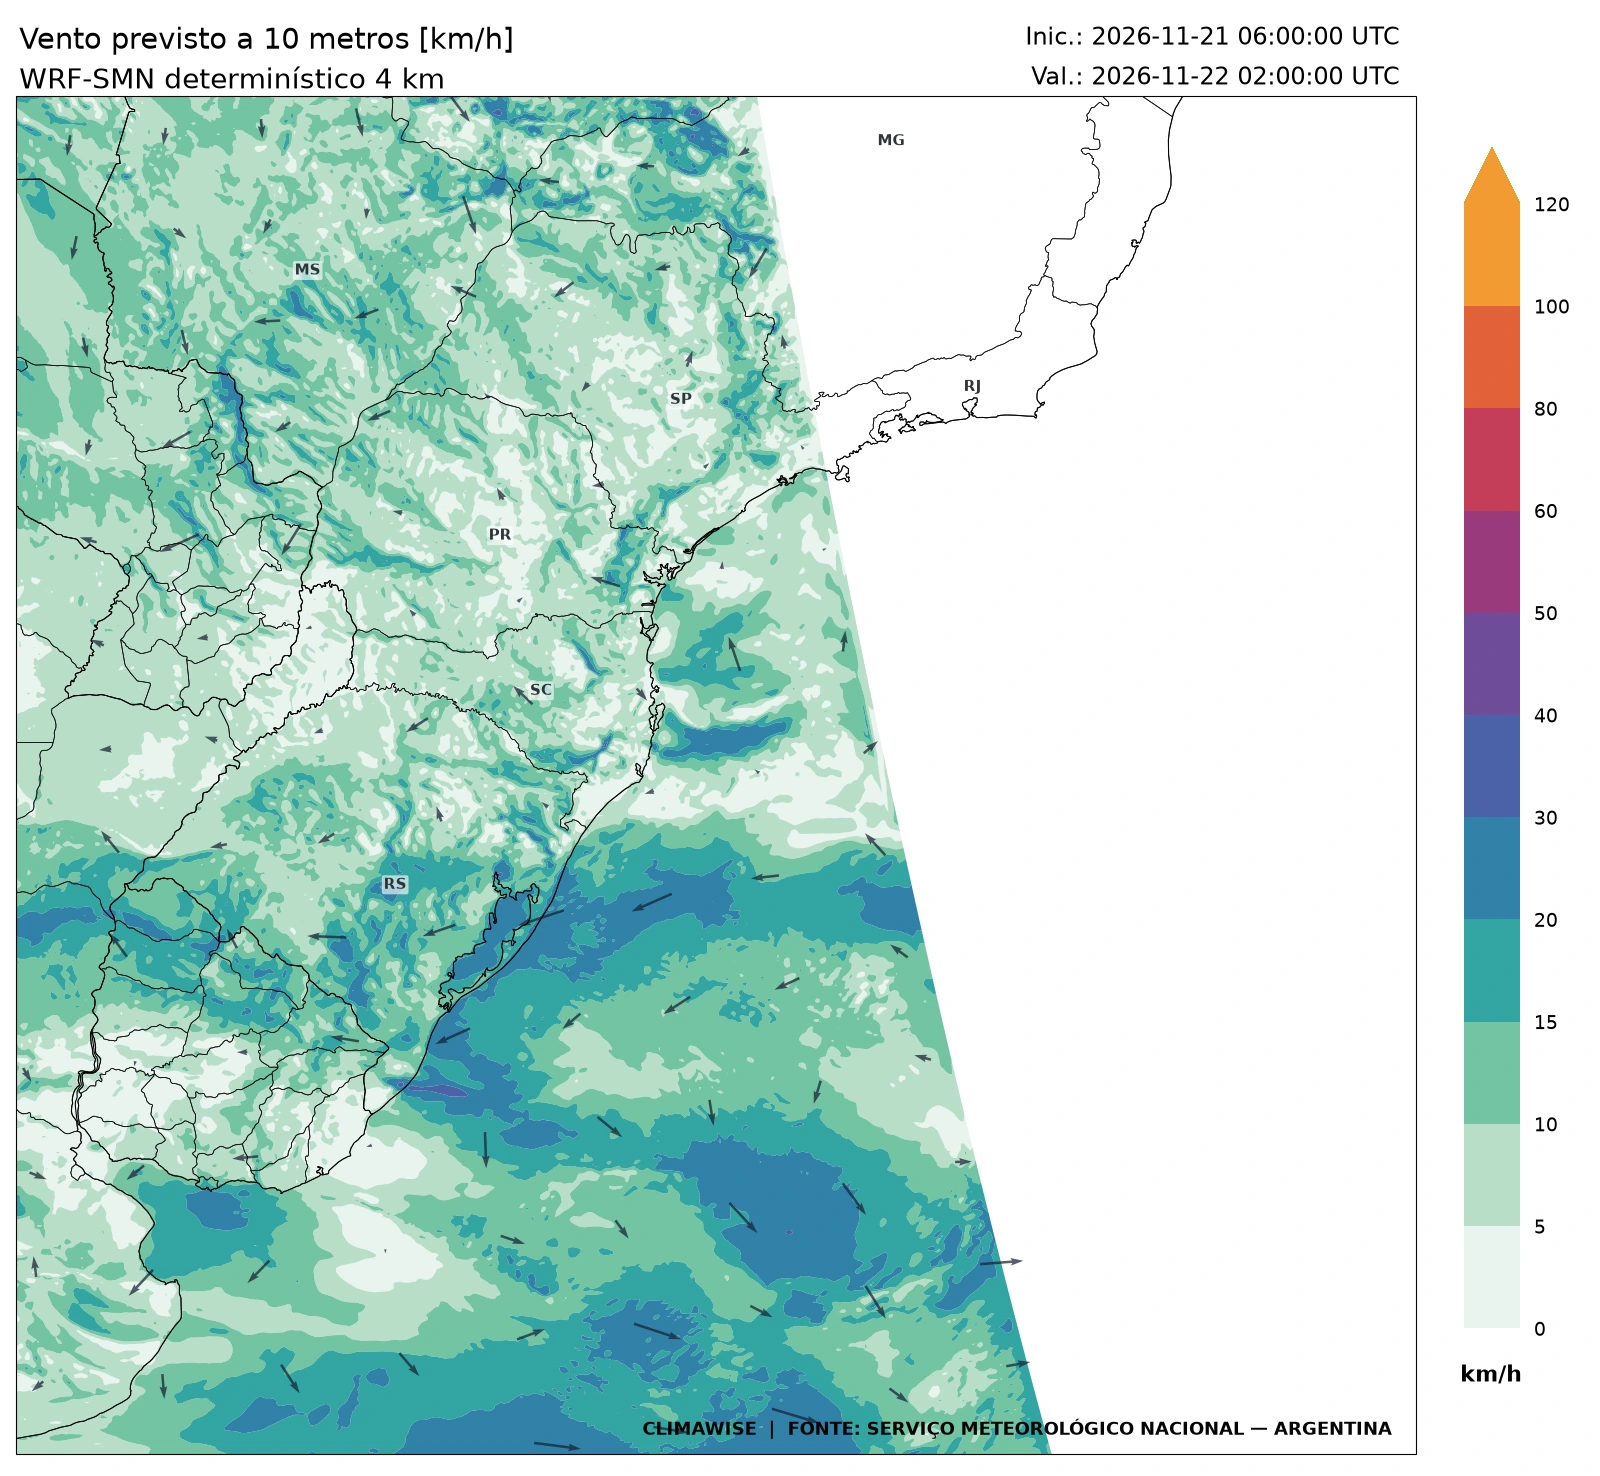 Vento previsto a 10 metros [km/h]
WRF-SMN determinístico 4 km
Inic.: 2026-11-21 06:00:00 UTC
Val.: 2026-11-22 02:00:00 UTC
MG
MS
RJ
SP
PR
SC
RS
120
100
80
60
50
40
30
20
15
10
5
0
km/h
CLIMAWISE | FONTE: SERVIÇO METEOROLÓGICO NACIONAL — ARGENTINA